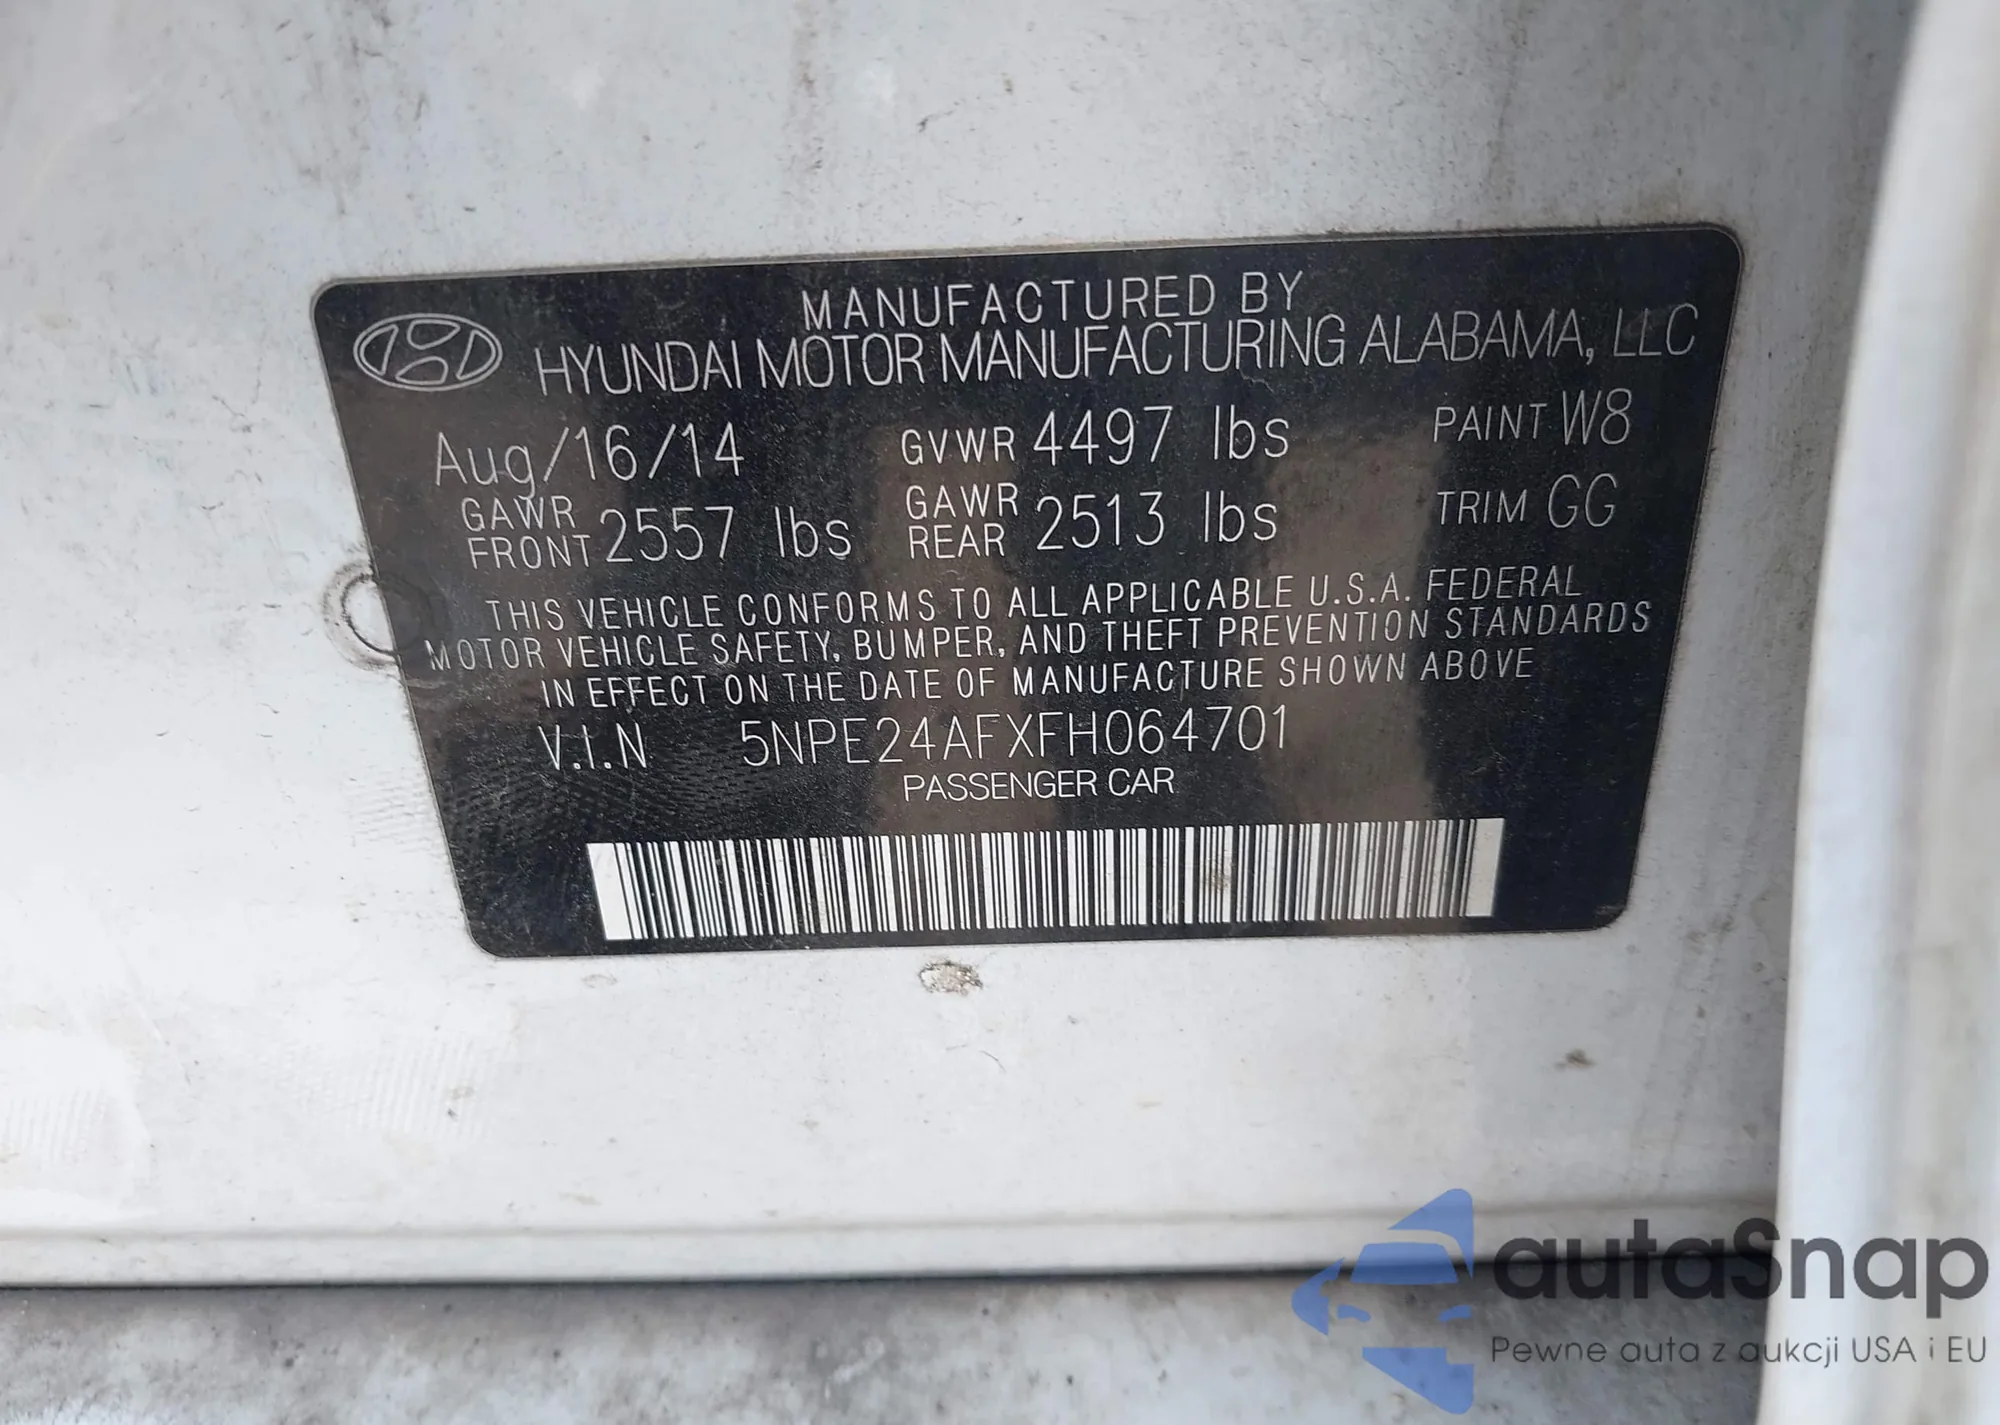 MANUFACTURED BY
HYUNDAI MOTOR MANUFACTURING ALABAMA, LLC
Aug/16/14 GVWR 4497 lbs PAINT W8
GAWR FRONT 2557 lbs GAWR REAR 2513 lbs TRIM GG
THIS VEHICLE CONFORMS TO ALL APPLICABLE U.S.A. FEDERAL
MOTOR VEHICLE SAFETY, BUMPER, AND THEFT PREVENTION STANDARDS
IN EFFECT ON THE DATE OF MANUFACTURE SHOWN ABOVE
V.I.N 5NPE24AFXFH064701
PASSENGER CAR
autaSnap
Pewne auta z aukcji USA i EU